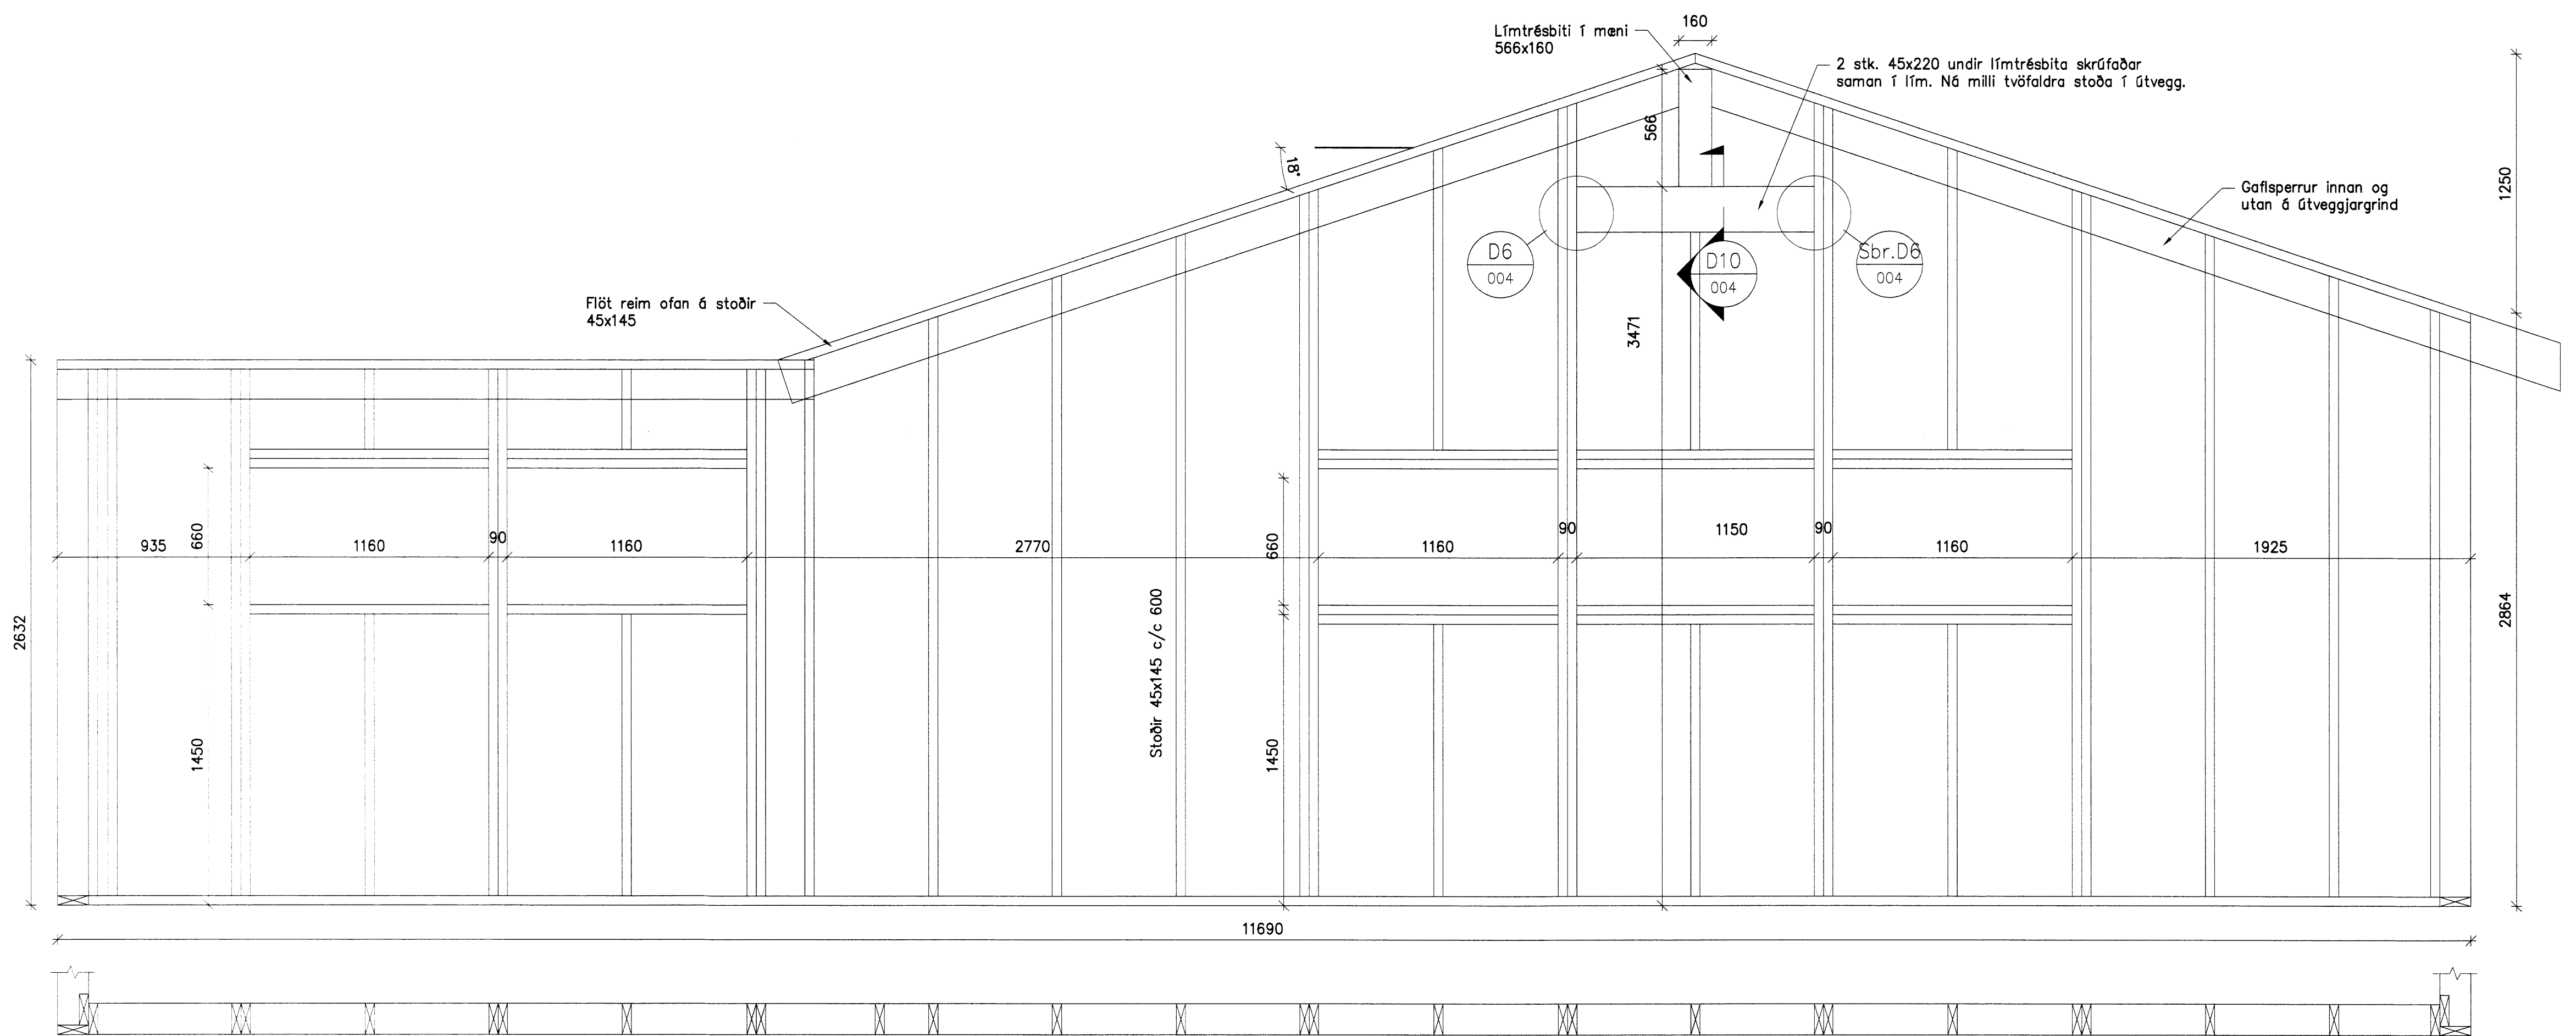 160
Límtrésbiti í mæni
566x160
2 stk. 45x220 undir límtrésbita skrúfaðar
saman í lím. Ná milli tvöfaldra stoða í útvegg.
566
18°
1250
Gaflsperrur innan og
utan á útveggjargrind
D6
004
D10
004
Sbr.D6
004
Flöt reim ofan á stoðir
45x145
3471
935
660
1160
90
1160
2770
660
1160
90
1150
90
1160
1925
2632
1450
Stoðir 45x145 c/c 600
1450
2864
11690